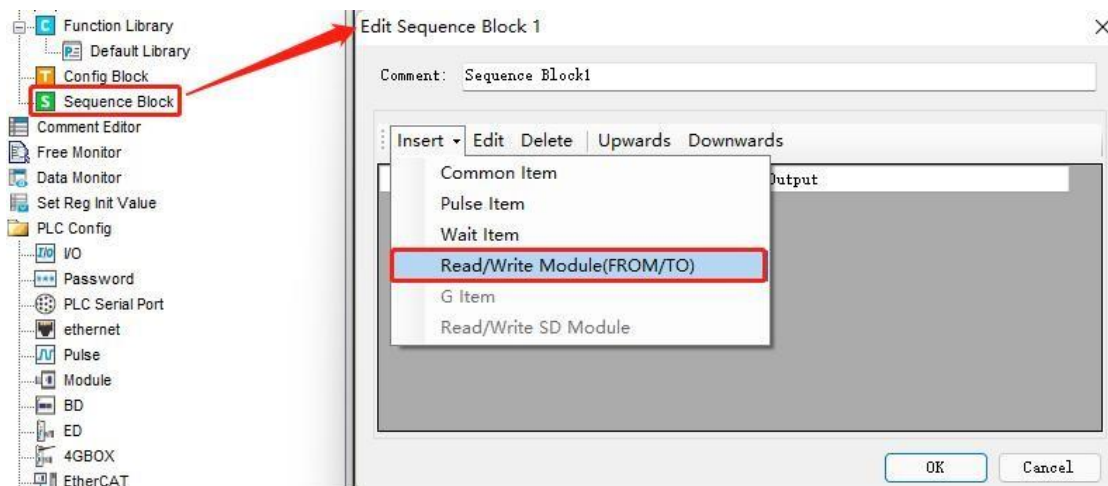 Function Library
Default Library
Config Block
Sequence Block
Comment Editor
Free Monitor
Data Monitor
Set Reg Init Value
PLC Config
I/O I/O
Password
PLC Serial Port
ethernet
Pulse
Module
BD
ED
4GBOX
EtherCAT
Edit Sequence Block 1
Comment: Sequence Block1
Insert Edit Delete Upwards Downwards
Common Item
Pulse Item
Wait Item
Read/Write Module(FROM/TO)
G Item
Read/Write SD Module
OK Cancel